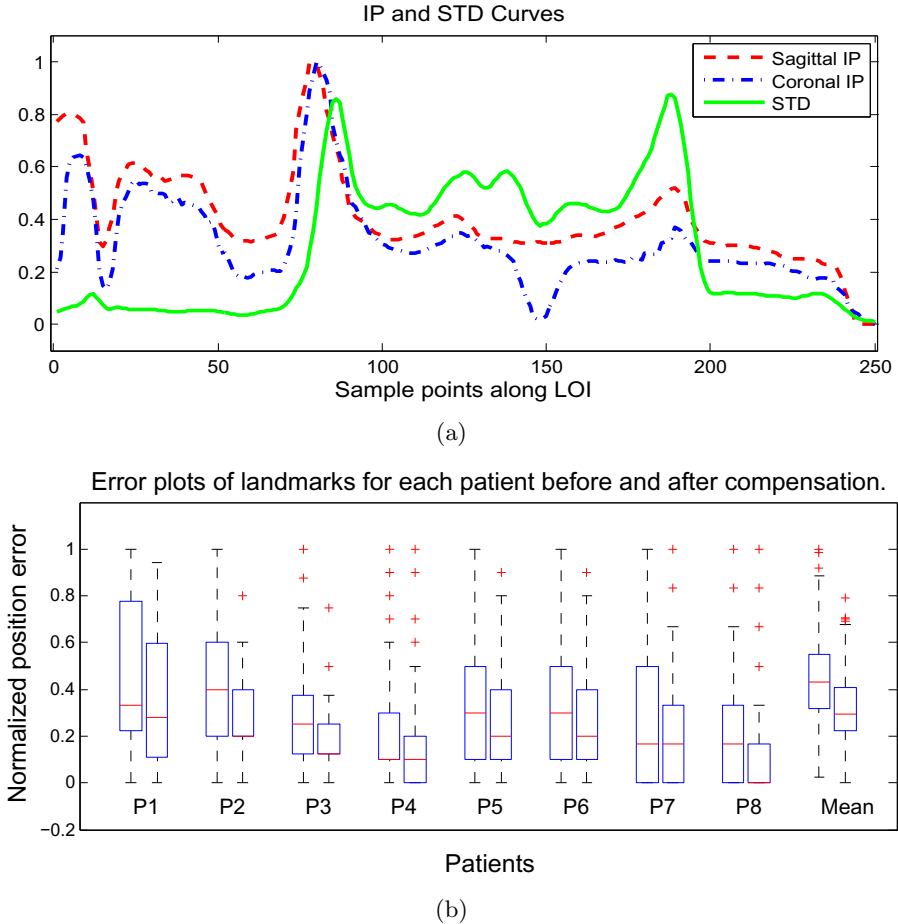 IP and STD Curves
1
0.8
0.6
0.4
0.2
0
Sagittal IP
Coronal IP
STD
0 50 100 150 200 250
Sample points along LOI
(a)
Error plots of landmarks for each patient before and after compensation.
Normalized position error
1
0.8
0.6
0.4
0.2
0
−0.2
P1 P2 P3 P4 P5 P6 P7 P8 Mean
Patients
(b)